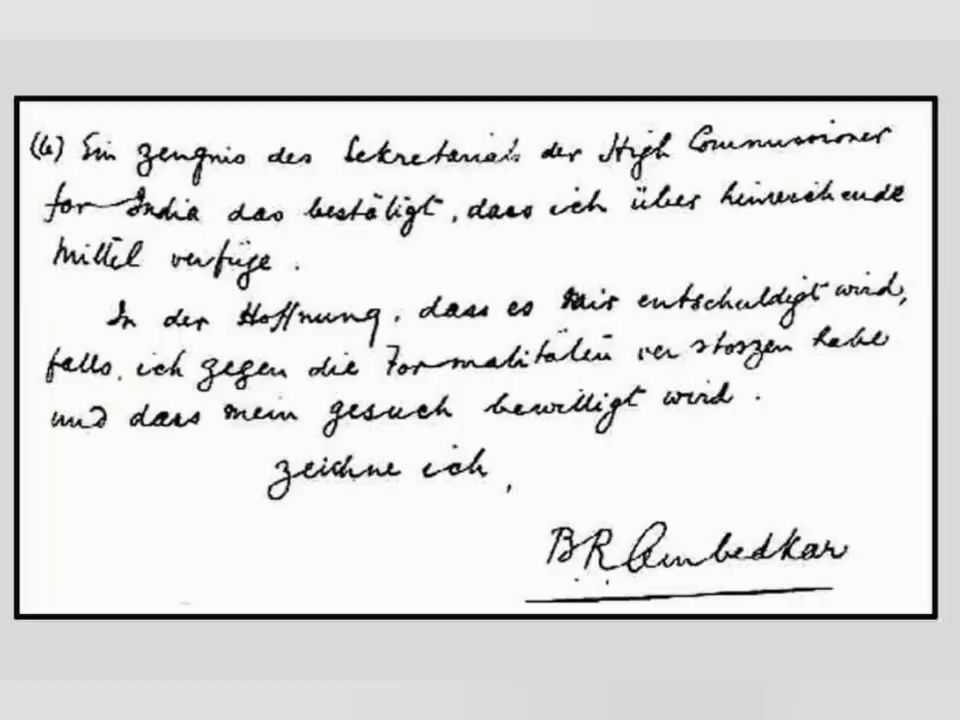 (6) Ein zeugnis des Sekretariats der High Commissioner
for India das bestätigt, dass ich über hinreichende
Mittel verfüge.
In der Hoffnung, dass es mir entschuldigt wird,
falls, ich gegen die Formalitäten verstoszen habe
und dass mein gesuch bewilligt wird.
zeichne ich,
B.R. Ambedkar